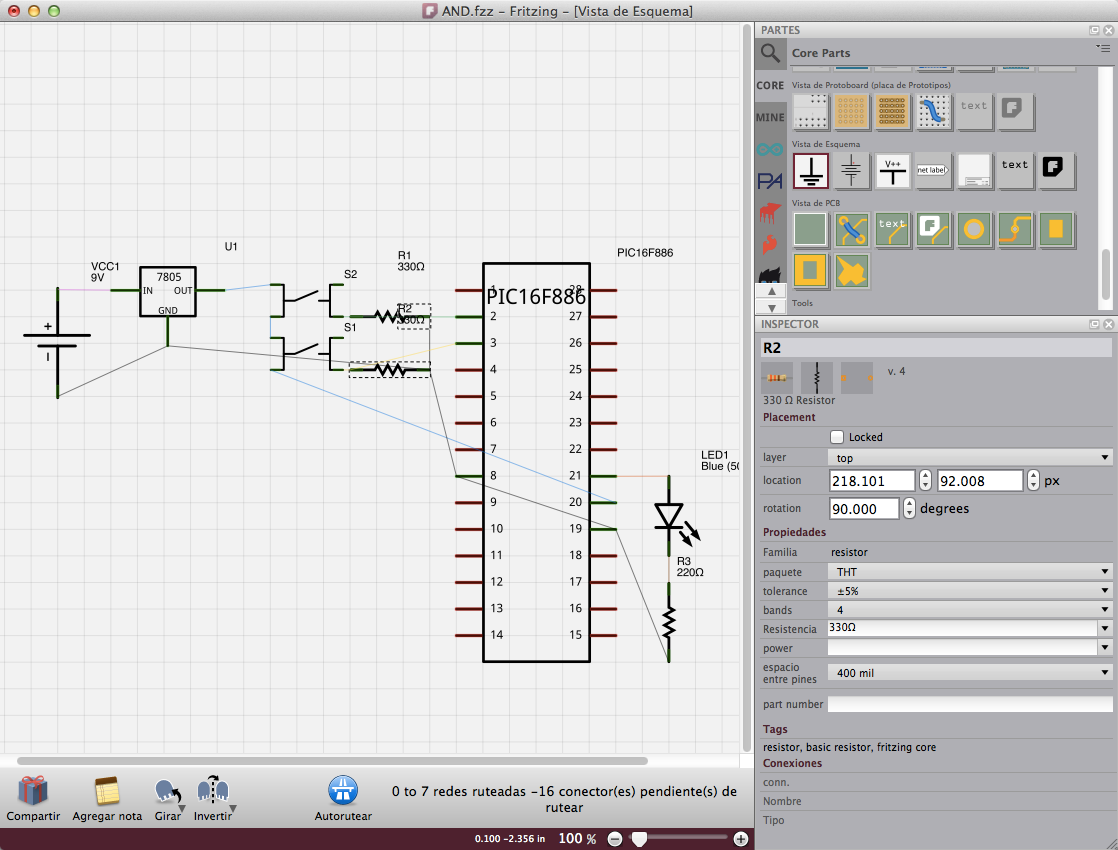 AND.fzz – Fritzing – [Vista de Esquema]
U1
VCC1
9V
7805
IN
OUT
GND
+
I
S2
S1
R1
330Ω
R2
330Ω
PIC16F886
PIC16F886
1
2
3
4
5
6
7
8
9
10
11
12
13
14
28
27
26
25
24
23
22
21
20
19
18
17
16
15
LED1
Blue (50
R3
220Ω
Compartir
Agregar nota
Girar
Invertir
Autorutear
0 to 7 redes ruteadas -16 conector(es) pendiente(s) de
rutear
0.100 -2.356 in
100 %
PARTES
Core Parts
CORE
MINE
PA
Vista de Protoboard (placa de Prototipos)
text
Vista de Esquema
V++
net label
text
Vista de PCB
text
Tools
INSPECTOR
R2
v. 4
330 Ω Resistor
Placement
Locked
layer
top
location
218.101
92.008
px
rotation
90.000
degrees
Propiedades
Familia
resistor
paquete
THT
tolerance
±5%
bands
4
Resistencia
330Ω
power
espacio
entre pines
400 mil
part number
Tags
resistor, basic resistor, fritzing core
Conexiones
conn.
Nombre
Tipo